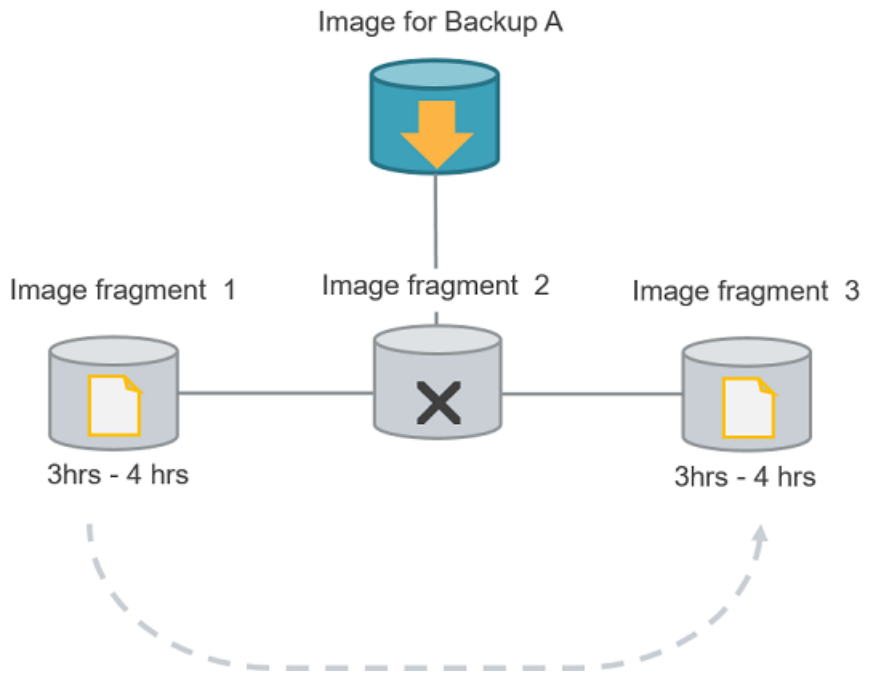 Image for Backup A
Image fragment 1
Image fragment 2
Image fragment 3
3hrs - 4 hrs
3hrs - 4 hrs